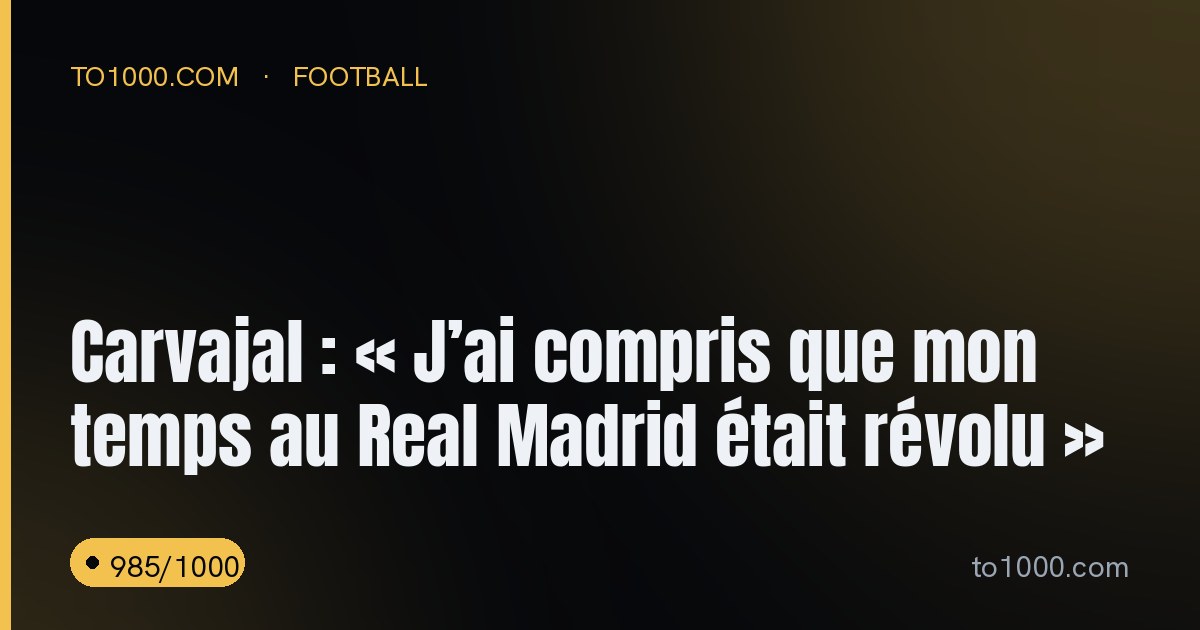 TO1000.COM · FOOTBALL
Carvajal : « J’ai compris que mon
temps au Real Madrid était révolu »
985/1000
to1000.com